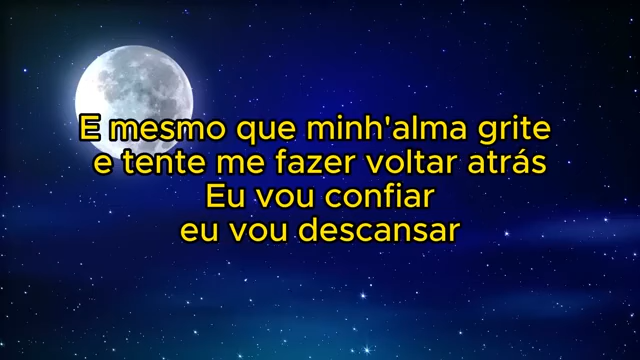 E mesmo que minh'alma grite
e tente me fazer voltar atrás
Eu vou confiar
eu vou descansar